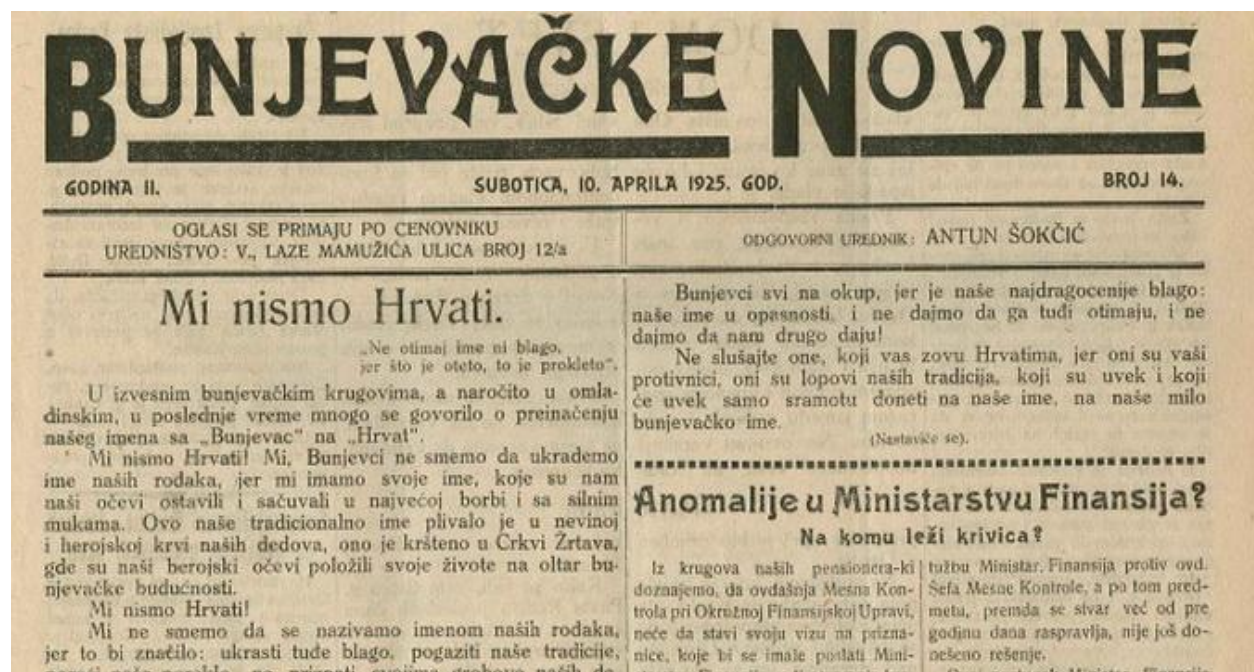 BUNJEVAČKE NOVINE
GODINA II.
SUBOTICA, 10. APRILA 1925. GOD.
BROJ 14.
OGLASI SE PRIMAJU PO CENOVNIKU
UREDNIŠTVO: V., LAZE MAMUŽIĆA ULICA BROJ 12/a
ODGOVORNI UREDNIK: ANTUN ŠOKČIĆ
Mi nismo Hrvati.
„Ne otimaj ime ni blago,
jer što je oteto, to je prokleto“.
U izvesnim bunjevačkim krugovima, a naročito u omla-
dinskim, u poslednje vreme mnogo se govorilo o preinačenju
našeg imena sa „Bunjevac“ na „Hrvat“.
Mi nismo Hrvati! Mi, Bunjevci ne smemo da ukrademo
ime naših rođaka, jer mi imamo svoje ime, koje su nam
naši očevi ostavili i sačuvali u najvećoj borbi i sa silnim
mukama. Ovo naše tradicionalno ime plivalo je u nevinoj
i herojskoj krvi naših dedova, ono je kršteno u Crkvi Žrtava,
gde su naši herojski očevi položili svoje živote na oltar bu-
njevačke budućnosti.
Mi nismo Hrvati!
Mi ne smemo da se nazivamo imenom naših rođaka,
jer to bi značilo: ukrasti tuđe blago, pogaziti naše tradicije,
Bunjevci svi na okup, jer je naše najdragocenije blago:
naše ime u opasnosti, i ne dajmo da ga tuđi otimaju, i ne
dajmo da nam drugo daju!
Ne slušajte one, koji vas zovu Hrvatima, jer oni su vaši
protivnici, oni su lopovi naših tradicija, koji su uvek i koji
će uvek samo sramotu doneti na naše ime, na naše milo
bunjevačko ime.
(Nastaviće se).
Anomalije u Ministarstvu Finansija?
Na komu leži krivica?
Iz krugova naših pensionera-
doznajemo, da ovdašnja Mesna Kon-
trola pri Okružnoj Finansijskoj Upravi,
neće da stavi svoju vizu na prizna-
nice, koje bi se imale poslati Mini-
tužbu Ministar, Finansija protiv ovd.
Šefa Mesne Kontrole, a po tom pred-
metu, premda se stvar već od pre
godinu dana raspravlja, nije još do-
nešeno rešenje.